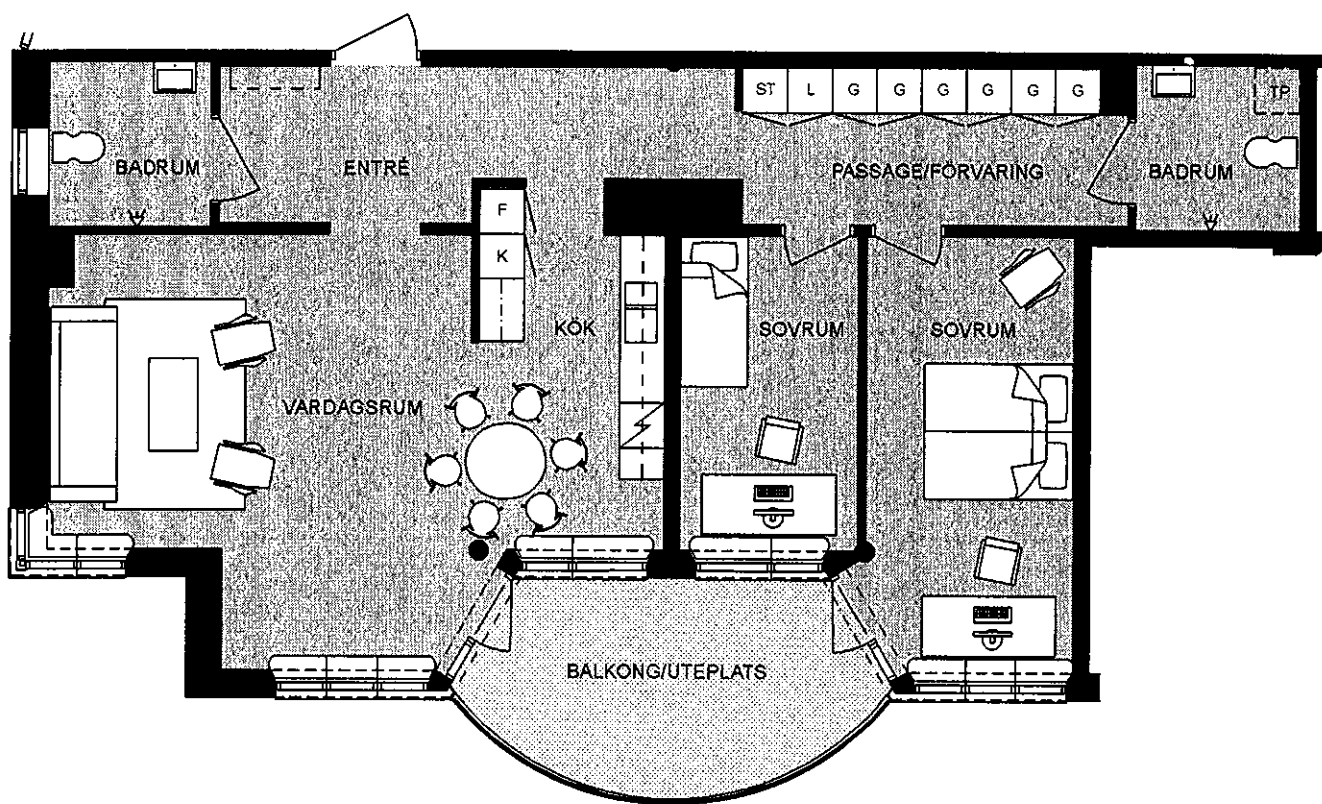 ST L G G G G G G
TP
BADRUM
ENTRÉ
PASSAGE/FÖRVARING
BADRUM
F
K
KÖK
SOVRUM
SOVRUM
VARDAGSRUM
BALKONG/UTEPLATS